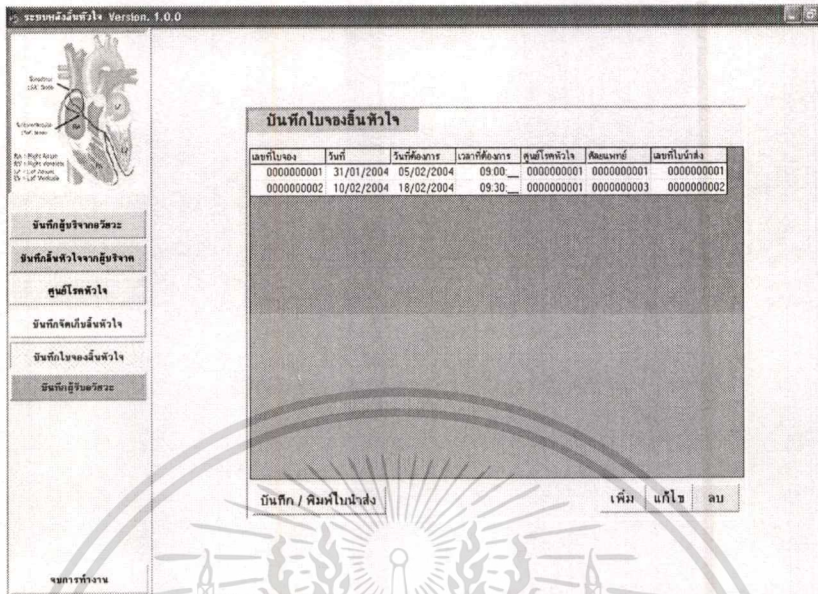 ระบบคลังลิ้นหัวใจ Version. 1.0.0
บันทึกผู้บริจาคอวัยวะ
บันทึกลิ้นหัวใจจากผู้บริจาค
ศูนย์โรคหัวใจ
บันทึกจัดเก็บลิ้นหัวใจ
บันทึกใบจองลิ้นหัวใจ
บันทึกผู้รับอวัยวะ
จบการทำงาน
บันทึกใบจองลิ้นหัวใจ
เลขที่ใบจอง วันที่ วันที่ต้องการ เวลาที่ต้องการ ศูนย์โรคหัวใจ ศัลยแพทย์ เลขที่ใบนำส่ง
0000000001 31/01/2004 05/02/2004 09:00:__ 0000000001 0000000001 0000000001
0000000002 10/02/2004 18/02/2004 09:30:__ 0000000001 0000000003 0000000002
บันทึก / พิมพ์ใบนำส่ง
เพิ่ม แก้ไข ลบ